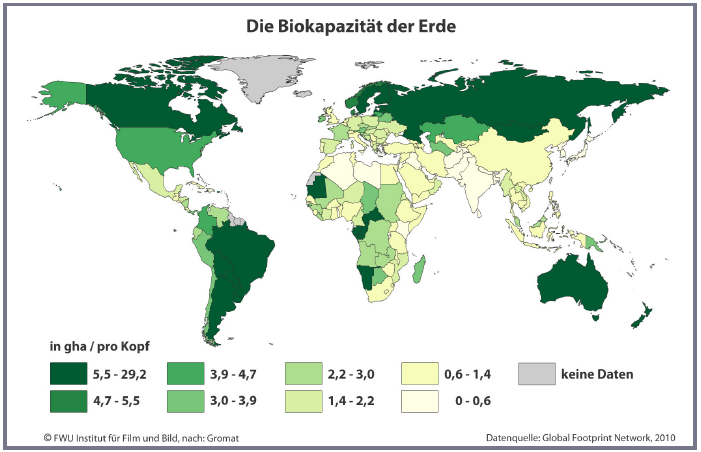 Die Biokapazität der Erde
in gha / pro Kopf
5,5 - 29,2 3,9 - 4,7 2,2 - 3,0 0,6 - 1,4 keine Daten
4,7 - 5,5 3,0 - 3,9 1,4 - 2,2 0 - 0,6
© FWU Institut für Film und Bild, nach: Gromat Datenquelle: Global Footprint Network, 2010